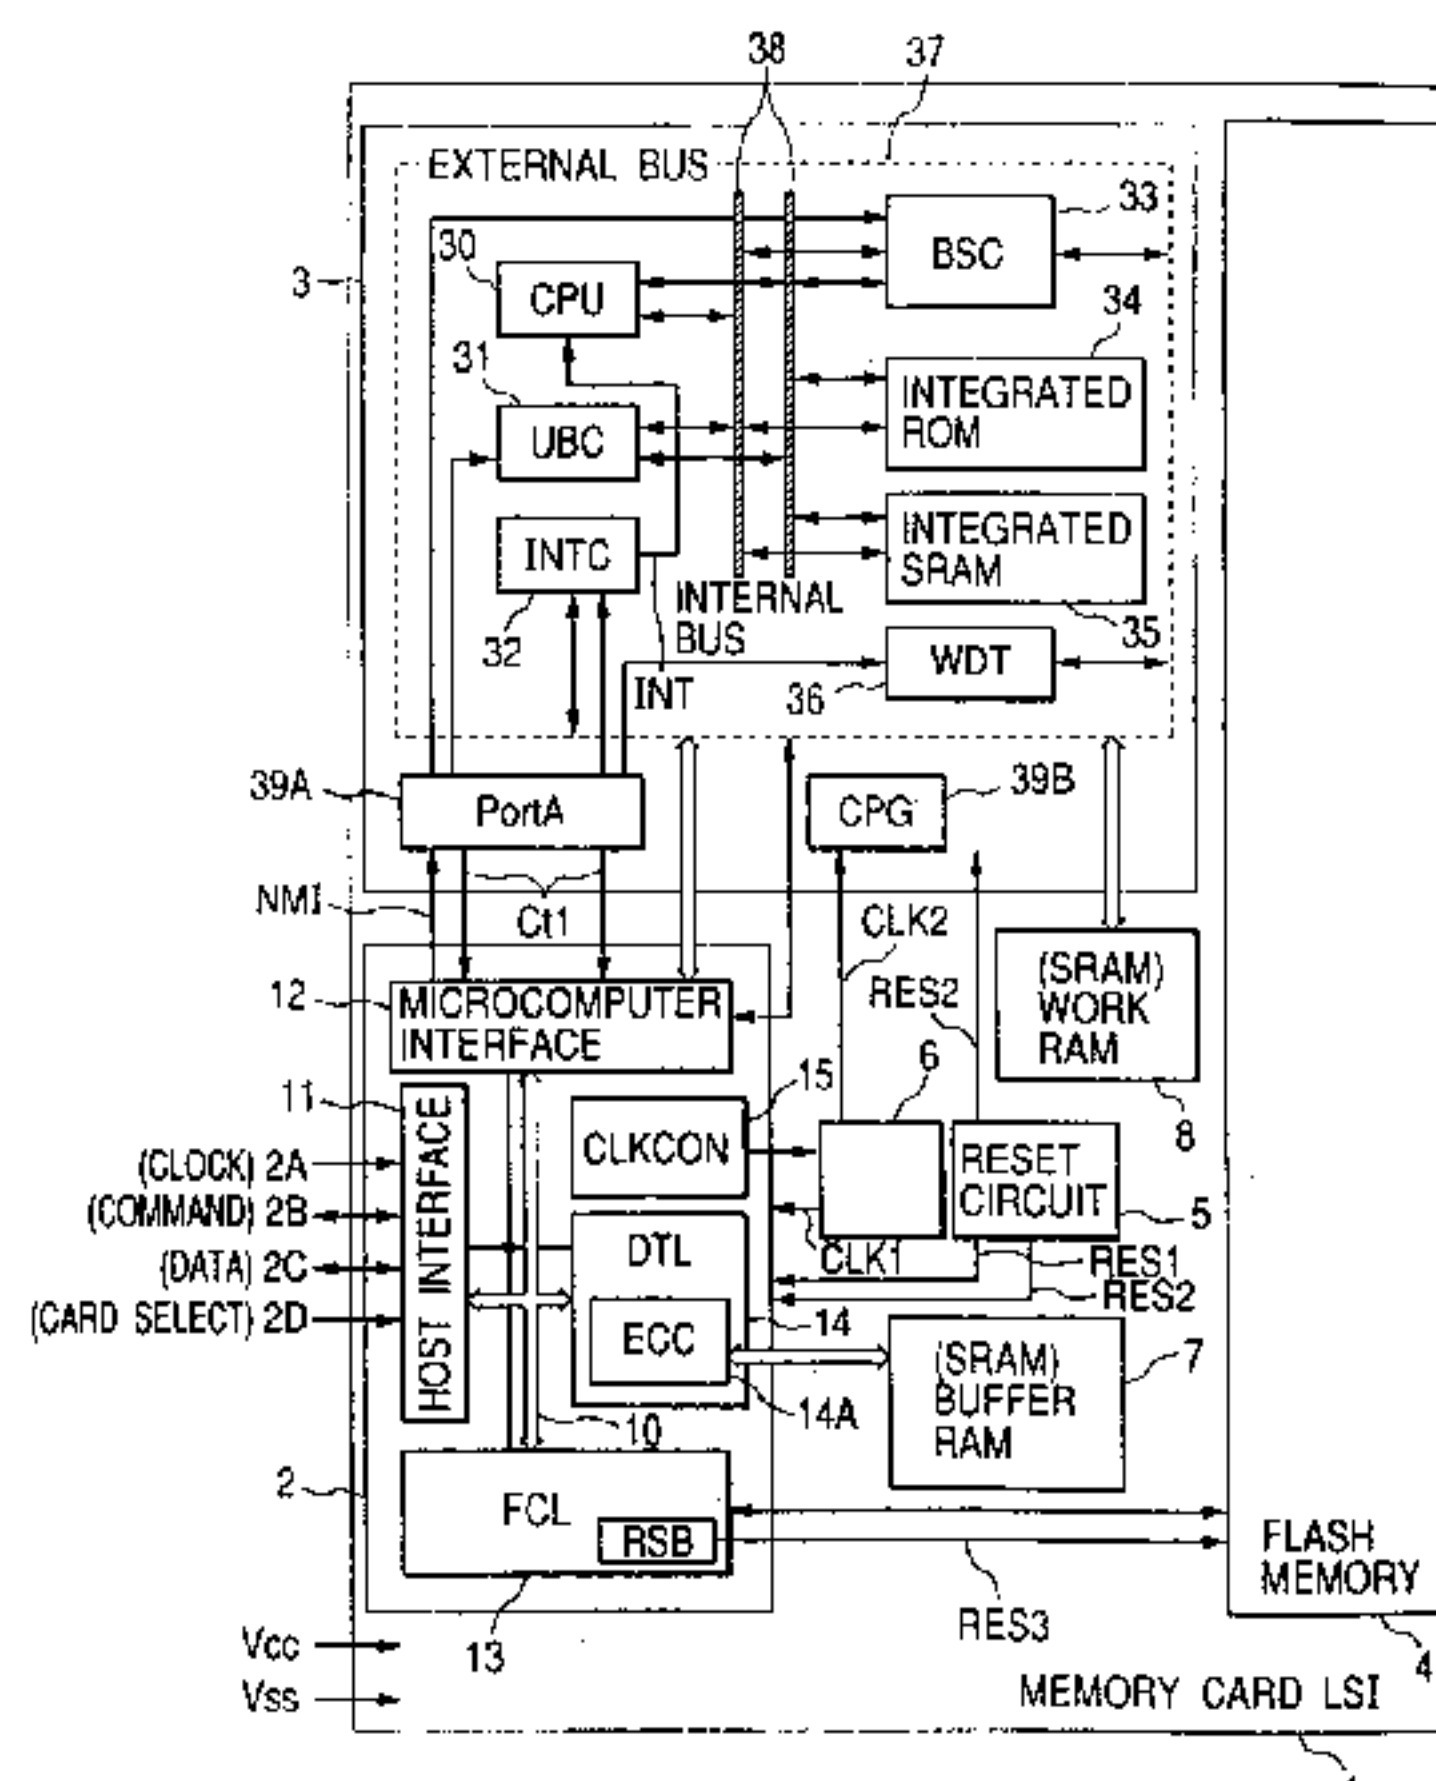 38
37
EXTERNAL BUS
33
30
BSC
3
CPU
34
31
INTEGRATED
ROM
UBC
INTEGRATED
SRAM
INTC
INTERNAL
BUS
32
35
WDT
INT
36
39A
PortA
CPG
39B
NMI
Ct1
CLK2
(SRAM)
WORK
RAM
12
MICROCOMPUTER
INTERFACE
RES2
6
15
11
8
HOST INTERFACE
CLKCON
RESET
CIRCUIT
(CLOCK) 2A
(COMMAND) 2B
5
DTL
CLK1
RES1
(DATA) 2C
RES2
(CARD SELECT) 2D
14
ECC
7
(SRAM)
BUFFER
RAM
14A
10
2
FCL
RSB
FLASH
MEMORY
RES3
Vcc
13
4
Vss
MEMORY CARD LSI